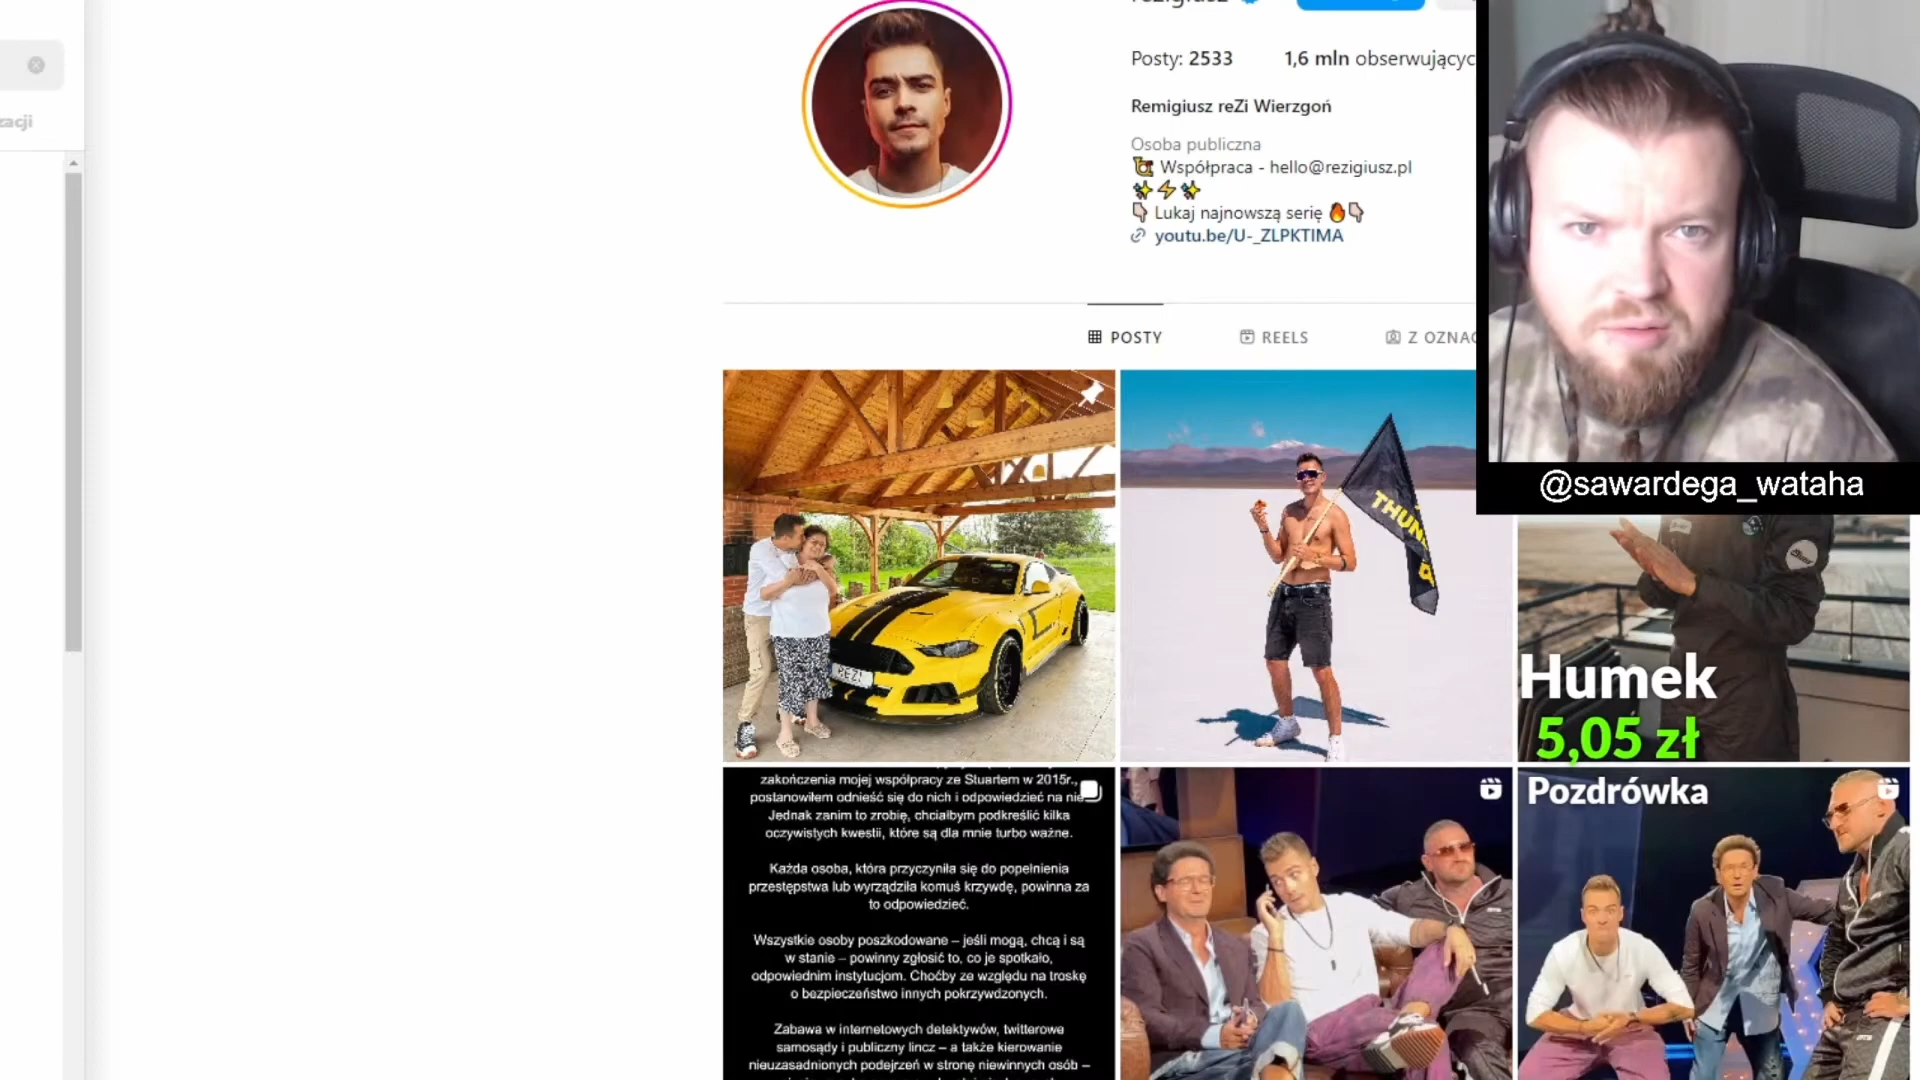 Posty: 2533 1,6 mln obserwujący
Remigiusz reZi Wierzgoń
Osoba publiczna
Współpraca - hello@rezigiusz.pl
Lukaj najnowszą serię
youtu.be/U-_ZLPKTIMA
zacji
POSTY REELS Z OZNAC
@sawardega_wataha
THUN
REZI
Humek
5,05 zł
zakończenia mojej współpracy ze Stuartem w 2015r.,
postanowiłem odnieść się do nich i odpowiedzieć na nie
Jednak zanim to zrobię, chciałbym podkreślić kilka
oczywistych kwestii, które są dla mnie turbo ważne.
Każda osoba, która przyczyniła się do popełnienia
przestępstwa lub wyrządziła komuś krzywdę, powinna za
to odpowiedzieć.
Wszystkie osoby poszkodowane – jeśli mogą, chcą i są
w stanie – powinny zgłosić to, co je spotkało,
odpowiednim instytucjom. Choćby ze względu na troskę
o bezpieczeństwo innych pokrzywdzonych.
Zabawa w internetowych detektywów, twitterowe
samosądy i publiczny lincz – a także kierowanie
nieuzasadnionych podejrzeń w stronę niewinnych osób –
Pozdrówka